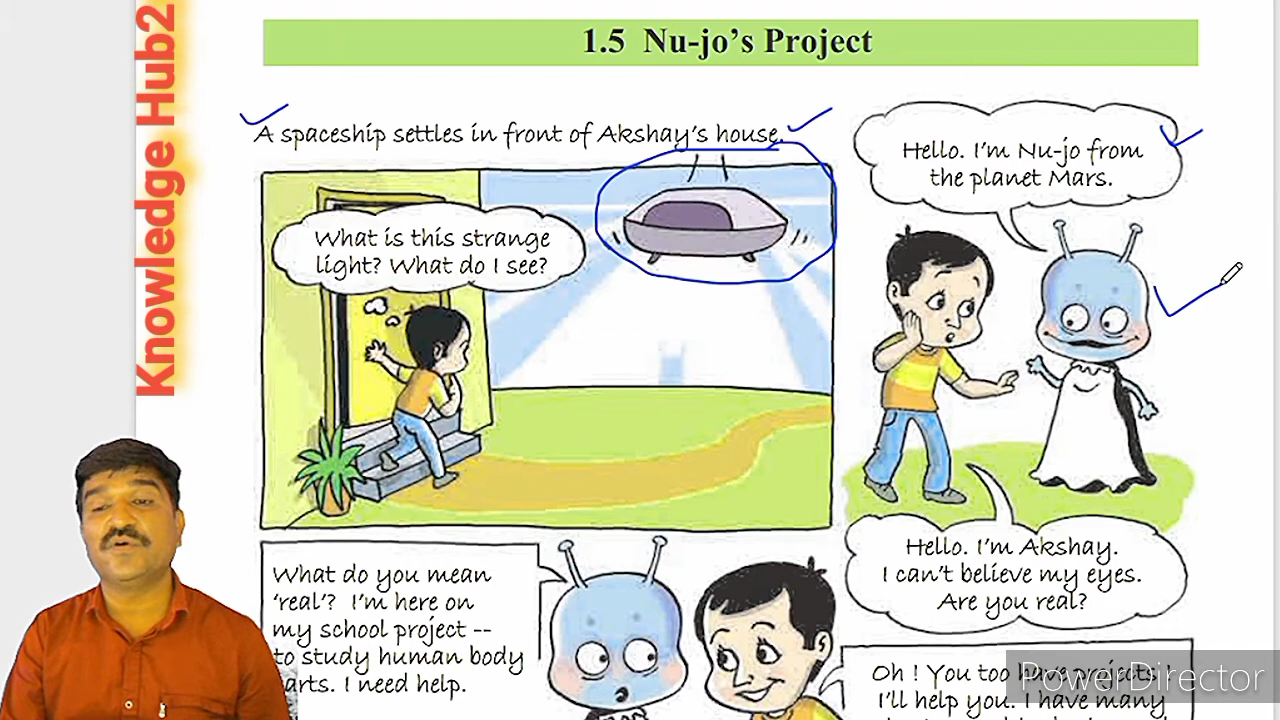 Knowledge Hub2
1.5 Nu-jo's Project
A spaceship settles in front of Akshay's house.
What is this strange
light? What do I see?
Hello. I'm Nu-jo from
the planet Mars.
Hello. I'm Akshay.
I can't believe my eyes.
Are you real?
What do you mean
'real'? I'm here on
my school project --
to study human body
arts. I need help.
Oh! You too have projects!
I'll help you. I have many
PowerDirector